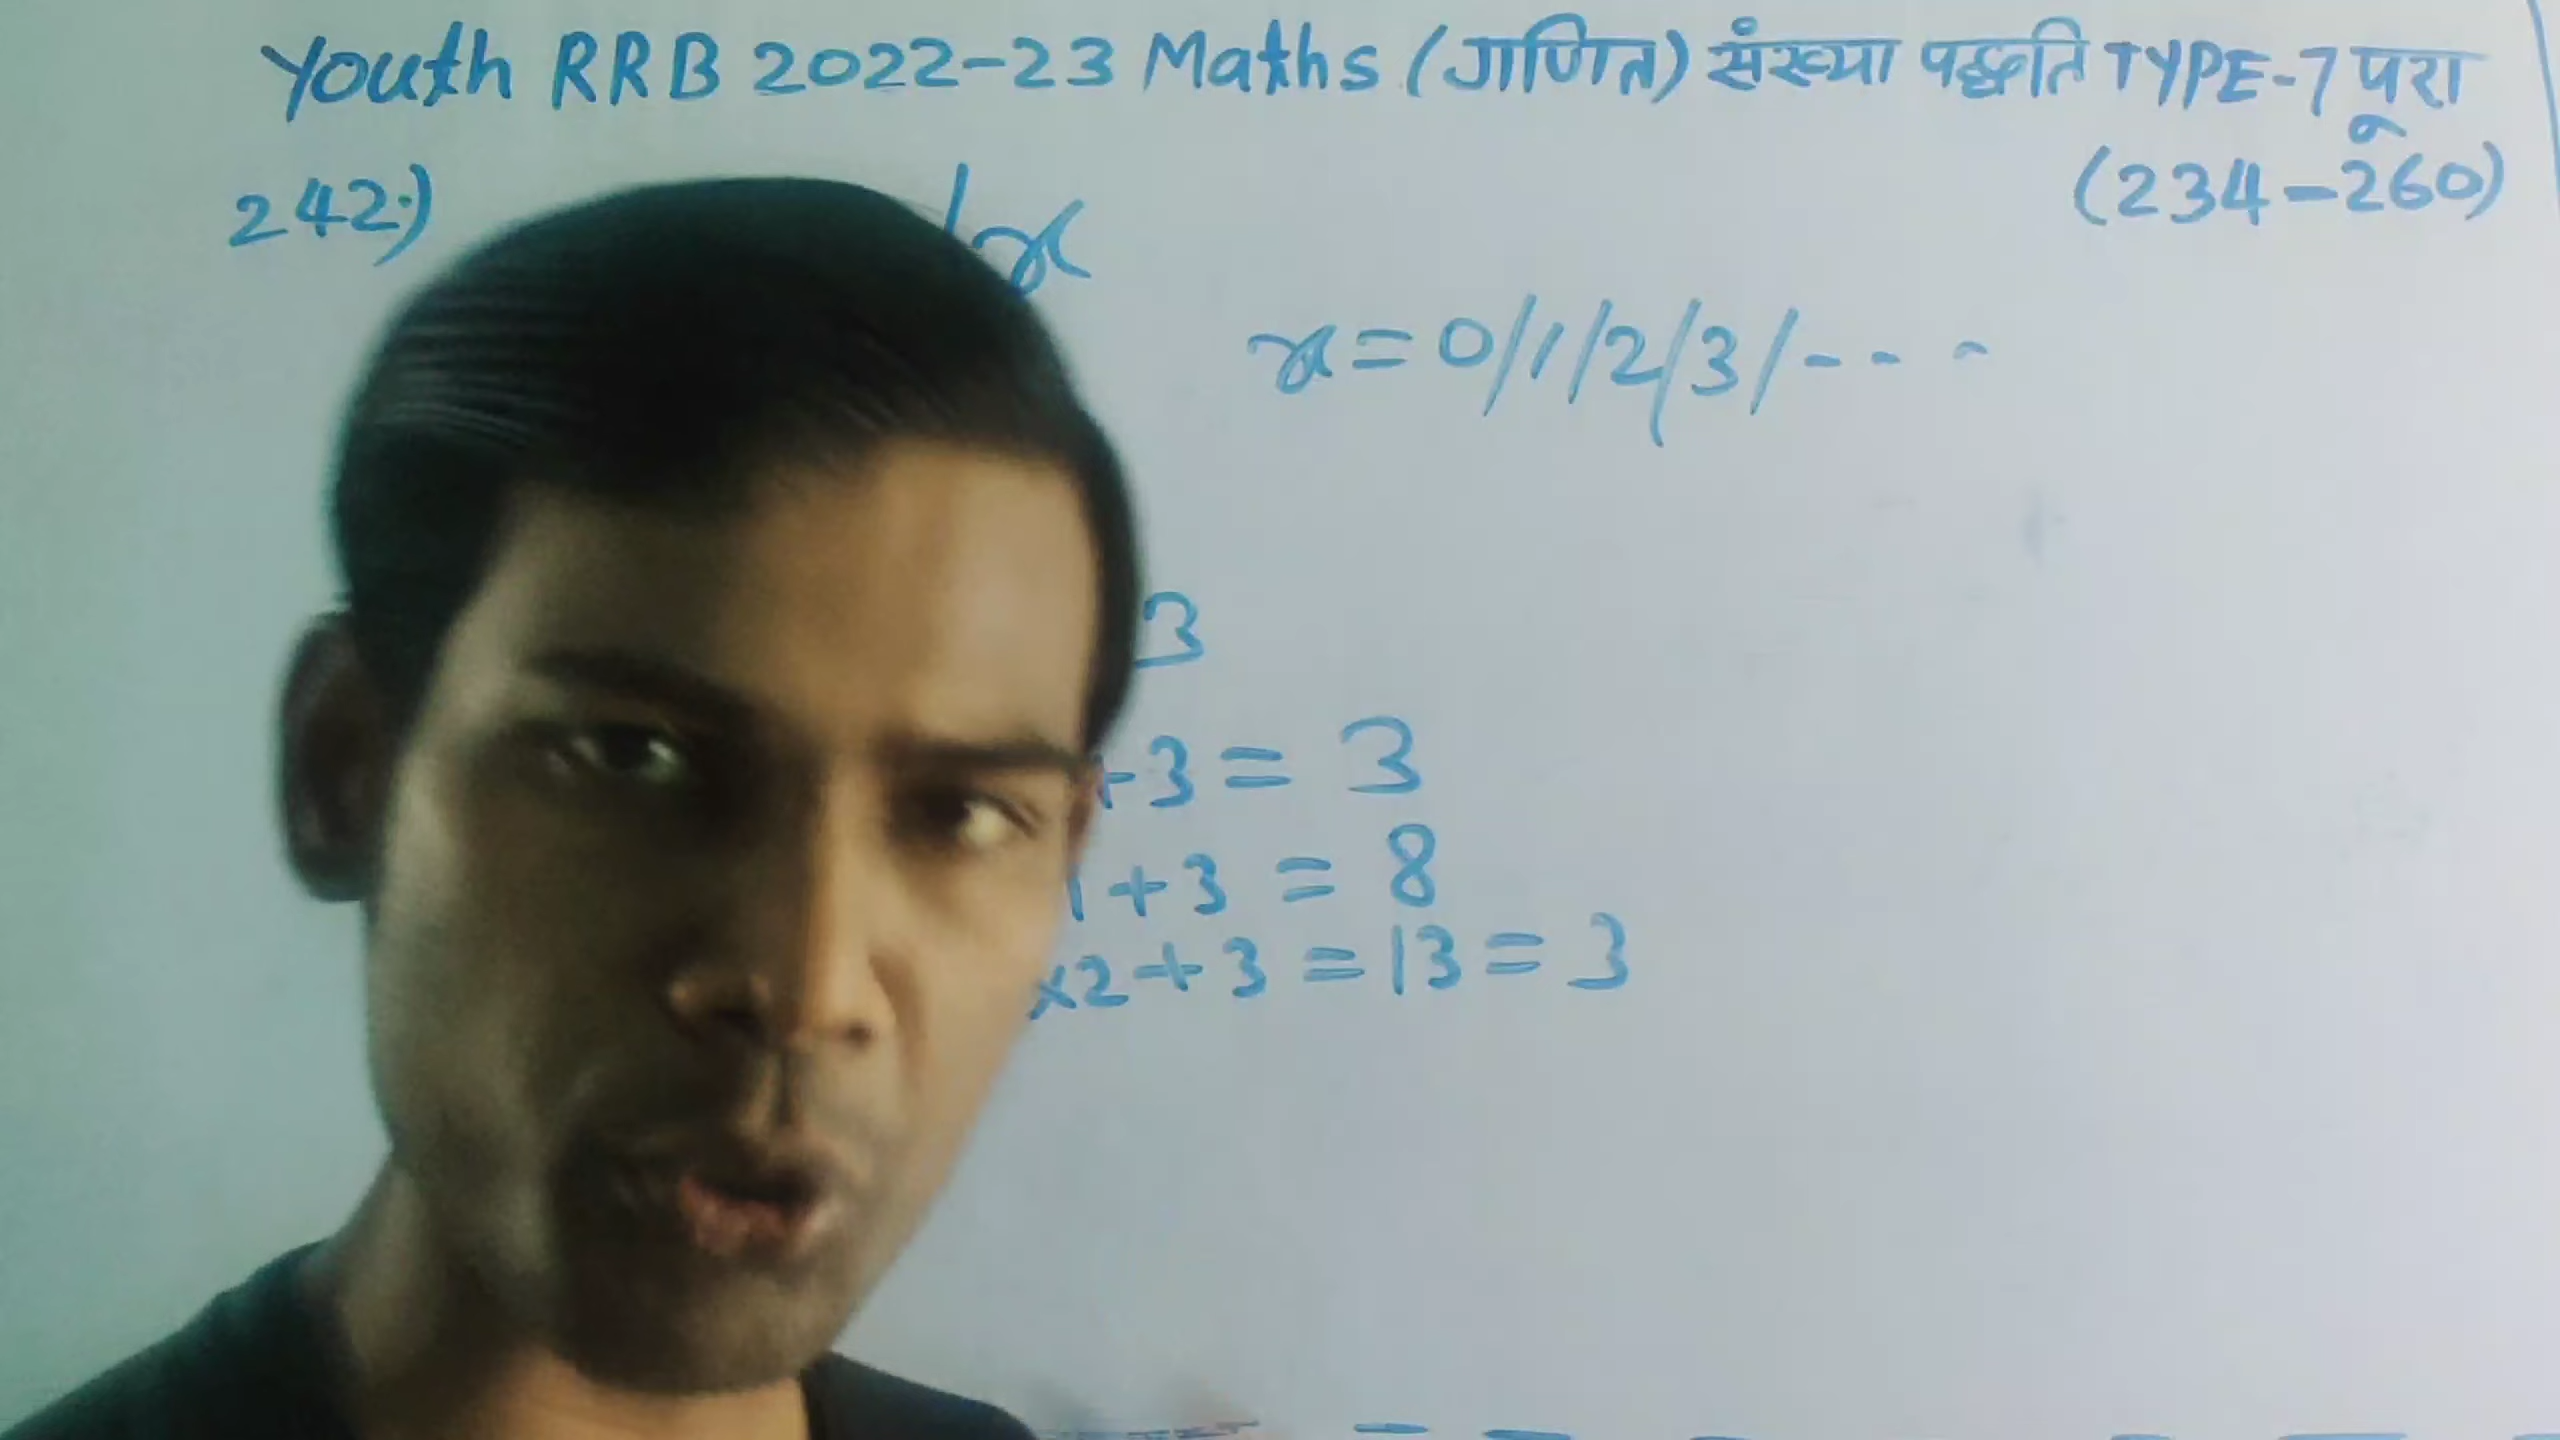 Youth RRB 2022-23 Maths (गणित) संख्या पद्धति TYPE-7 पूरा
(234-260)
242.)
x
x=0/1/2/3/---
3
+3 = 3
1+3 = 8
x2+3 = 13 = 3